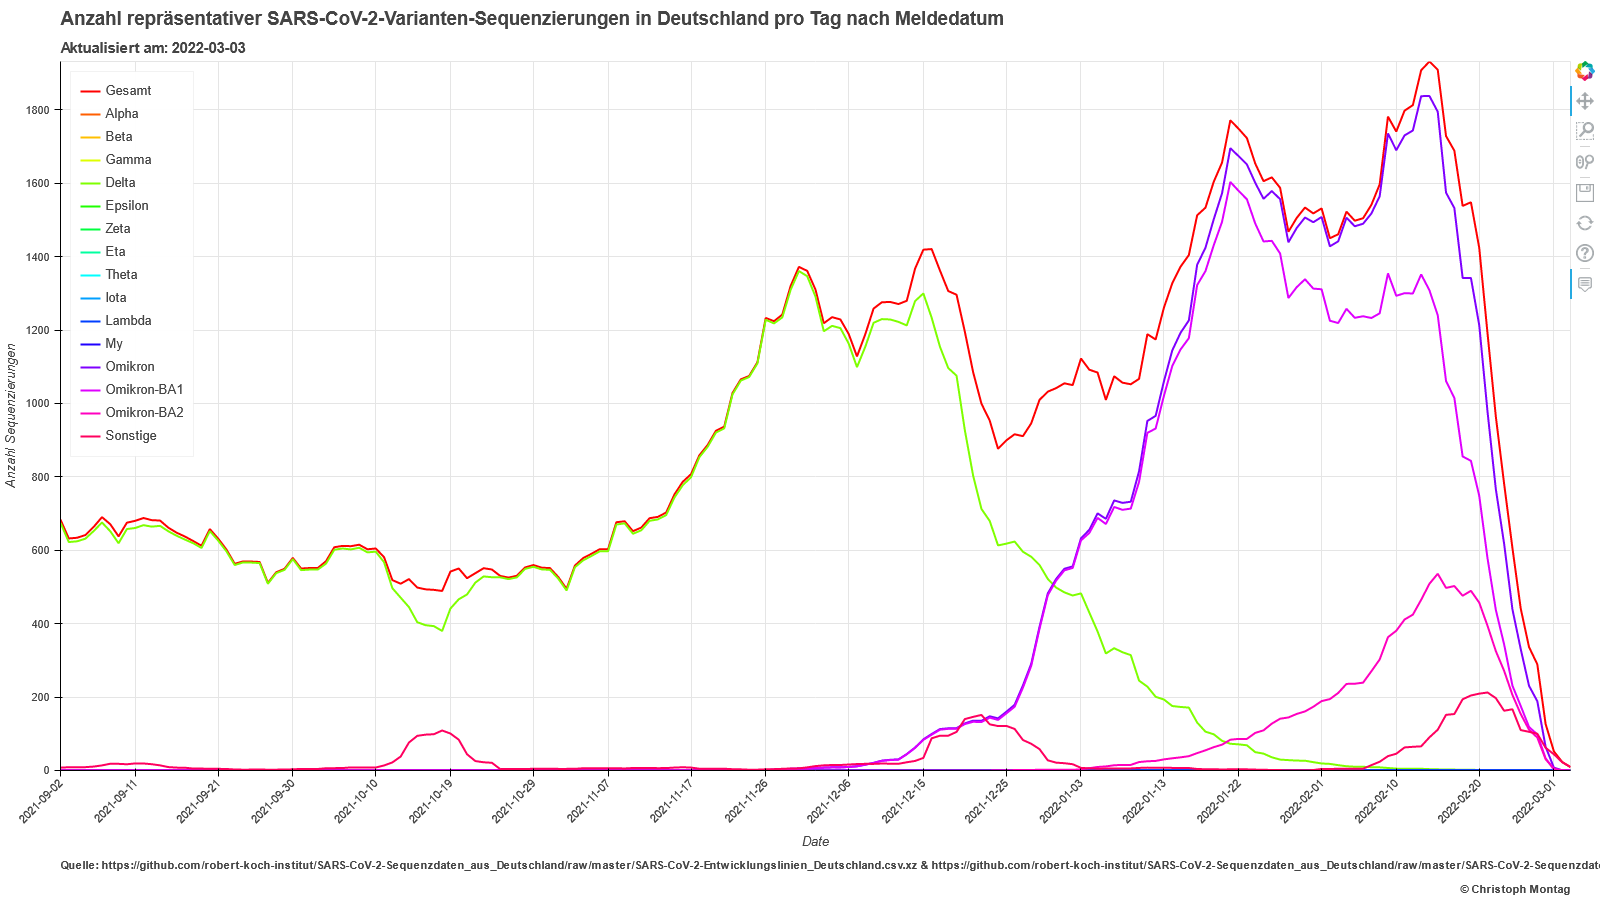 Anzahl repräsentativer SARS-CoV-2-Varianten-Sequenzierungen in Deutschland pro Tag nach Meldedatum
Aktualisiert am: 2022-03-03
Gesamt
Alpha
Beta
Gamma
Delta
Epsilon
Zeta
Eta
Theta
Iota
Lambda
My
Omikron
Omikron-BA1
Omikron-BA2
Sonstige
Anzahl Sequenzierungen
1800
1600
1400
1200
1000
800
600
400
200
0
2021-09-02
2021-09-11
2021-09-21
2021-09-30
2021-10-10
2021-10-19
2021-10-29
2021-11-07
2021-11-17
2021-11-26
2021-12-06
2021-12-15
2021-12-25
2022-01-03
2022-01-13
2022-01-22
2022-02-01
2022-02-10
2022-02-20
2022-03-01
Date
Quelle: https://github.com/robert-koch-institut/SARS-CoV-2-Sequenzdaten_aus_Deutschland/raw/master/SARS-CoV-2-Entwicklungslinien_Deutschland.csv.xz & https://github.com/robert-koch-institut/SARS-CoV-2-Sequenzdaten_aus_Deutschland/raw/master/SARS-CoV-2-Sequenzdate
© Christoph Montag